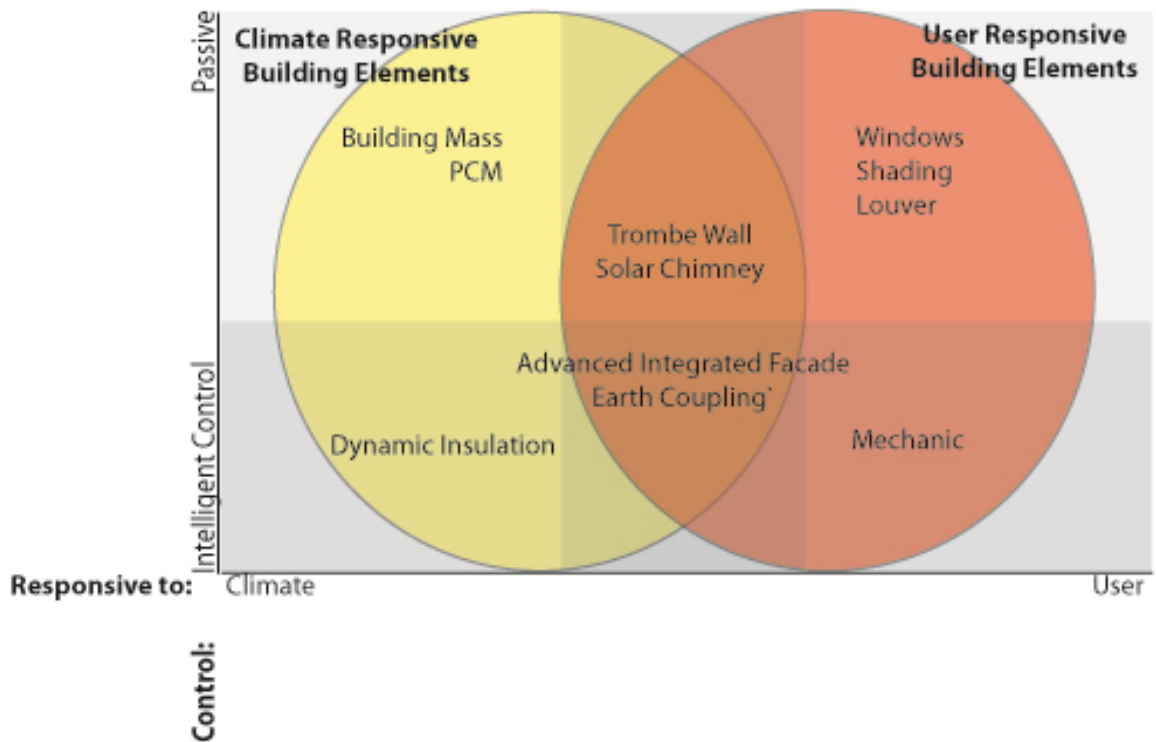 Passive
Climate Responsive
Building Elements
User Responsive
Building Elements
Building Mass
PCM
Windows
Shading
Louver
Trombe Wall
Solar Chimney
Intelligent Control
Advanced Integrated Facade
Earth Coupling`
Dynamic Insulation
Mechanic
Responsive to:
Climate
User
Control: